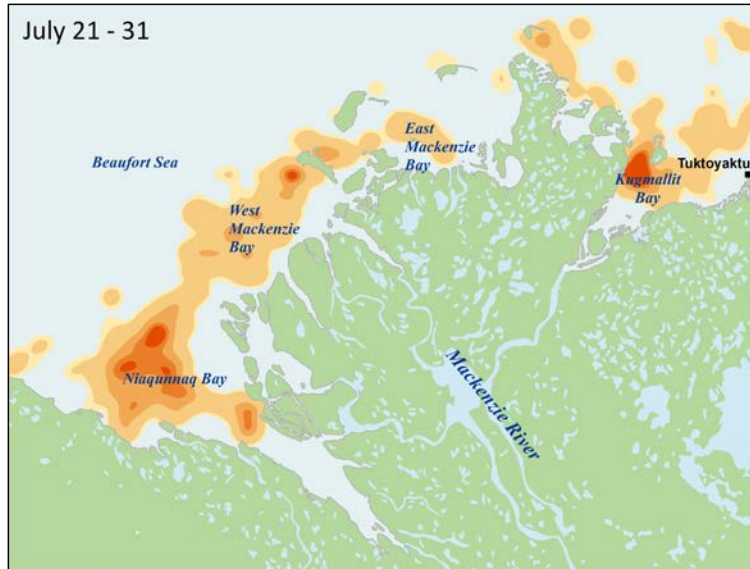 July 21 - 31
Beaufort Sea
East
Mackenzie
Bay
Tuktoyaktu
Kugmallit
Bay
West
Mackenzie
Bay
Niaqunnaq Bay
Mackenzie River